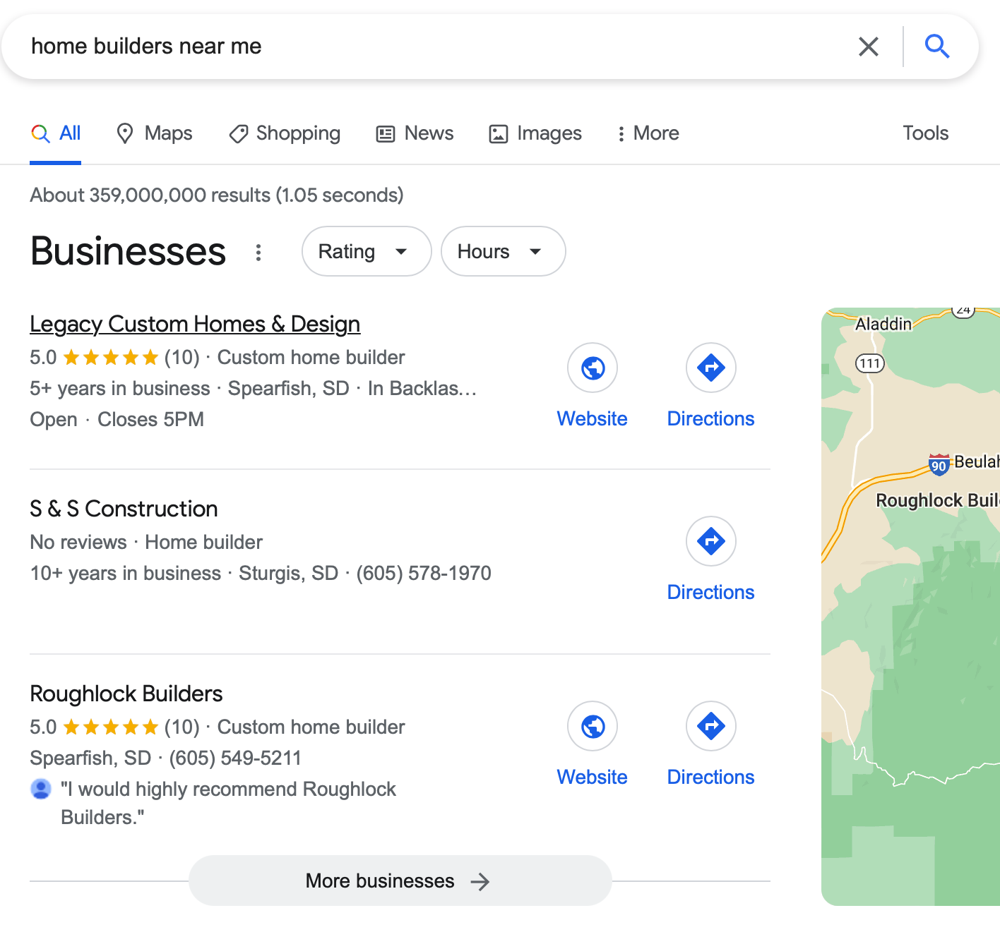 home builders near me
All Maps Shopping News Images More Tools
About 359,000,000 results (1.05 seconds)
Businesses Rating Hours
Legacy Custom Homes & Design
5.0 (10) · Custom home builder
5+ years in business · Spearfish, SD · In Backlas...
Open · Closes 5PM
Website Directions
S & S Construction
No reviews · Home builder
10+ years in business · Sturgis, SD · (605) 578-1970
Directions
Roughlock Builders
5.0 (10) · Custom home builder
Spearfish, SD · (605) 549-5211
"I would highly recommend Roughlock
Builders."
Website Directions
More businesses
24
Aladdin
111
90 Beulah
Roughlock Buil